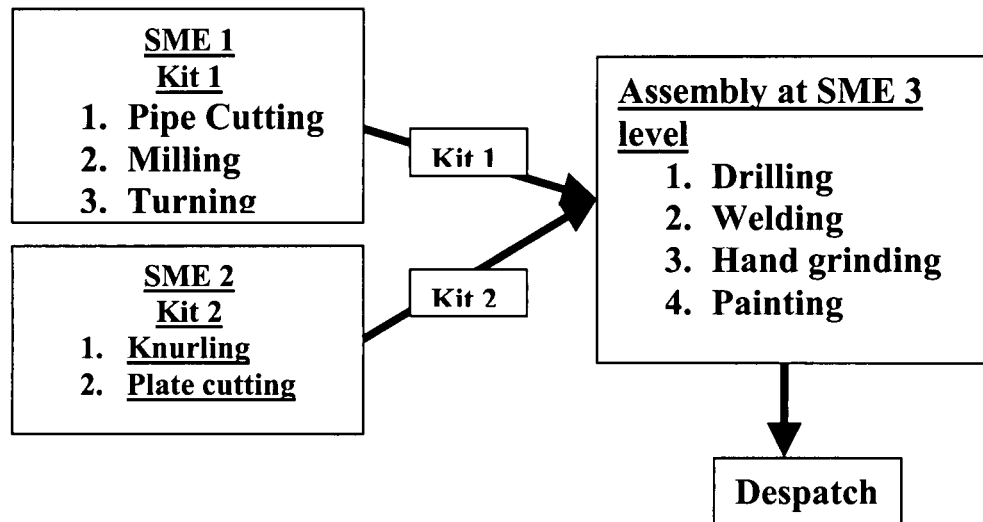 SME 1
Kit 1
1. Pipe Cutting
2. Milling
3. Turning
SME 2
Kit 2
1. Knurling
2. Plate cutting
Kit 1
Kit 2
Assembly at SME 3
level
1. Drilling
2. Welding
3. Hand grinding
4. Painting
Despatch